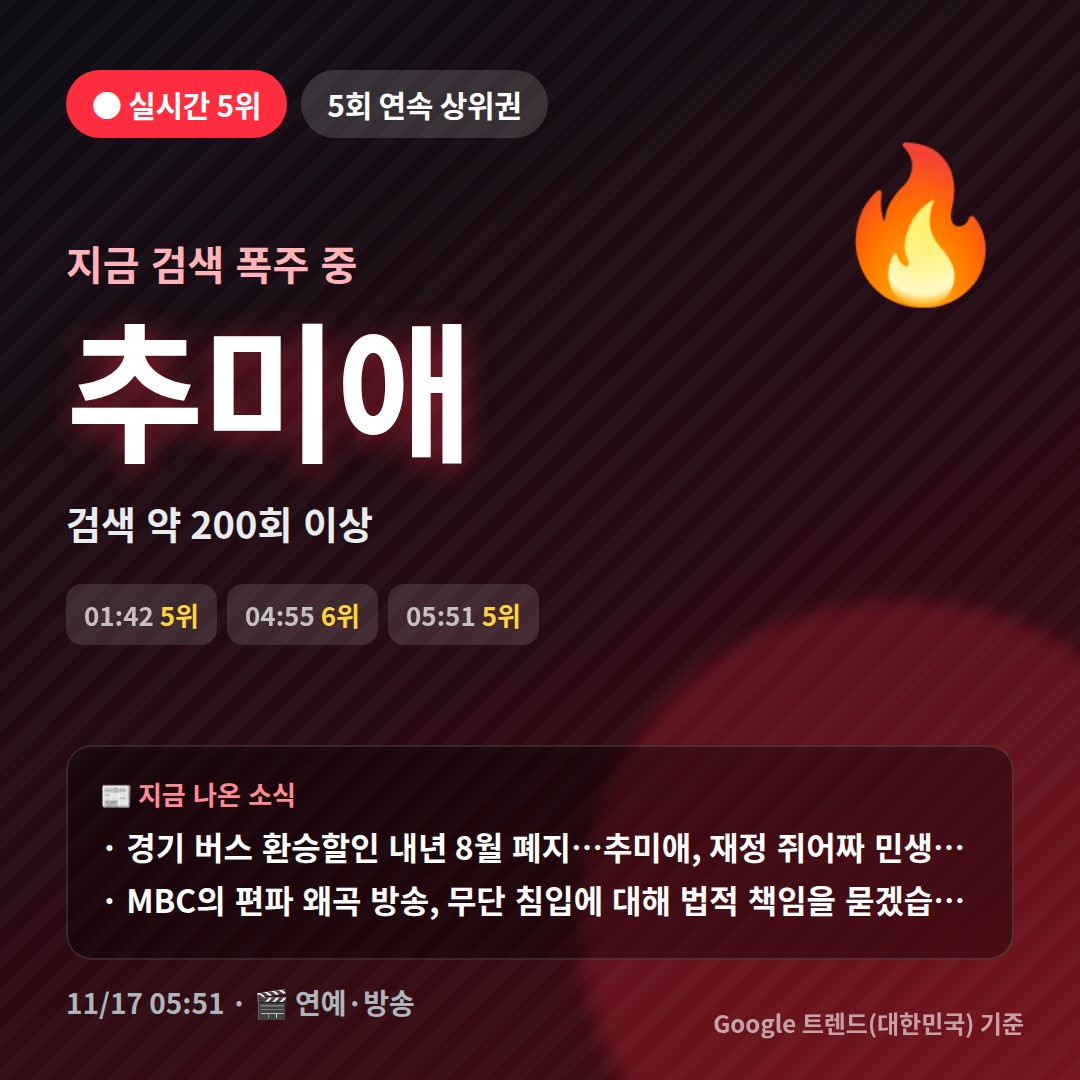 실시간 5위
5회 연속 상위권
지금 검색 폭주 중
추미애
검색 약 200회 이상
01:42 5위
04:55 6위
05:51 5위
지금 나온 소식
· 경기 버스 환승할인 내년 8월 폐지…추미애, 재정 쥐어짜 민생…
· MBC의 편파 왜곡 방송, 무단 침입에 대해 법적 책임을 묻겠습…
11/17 05:51 · 🎬 연예·방송
Google 트렌드(대한민국) 기준